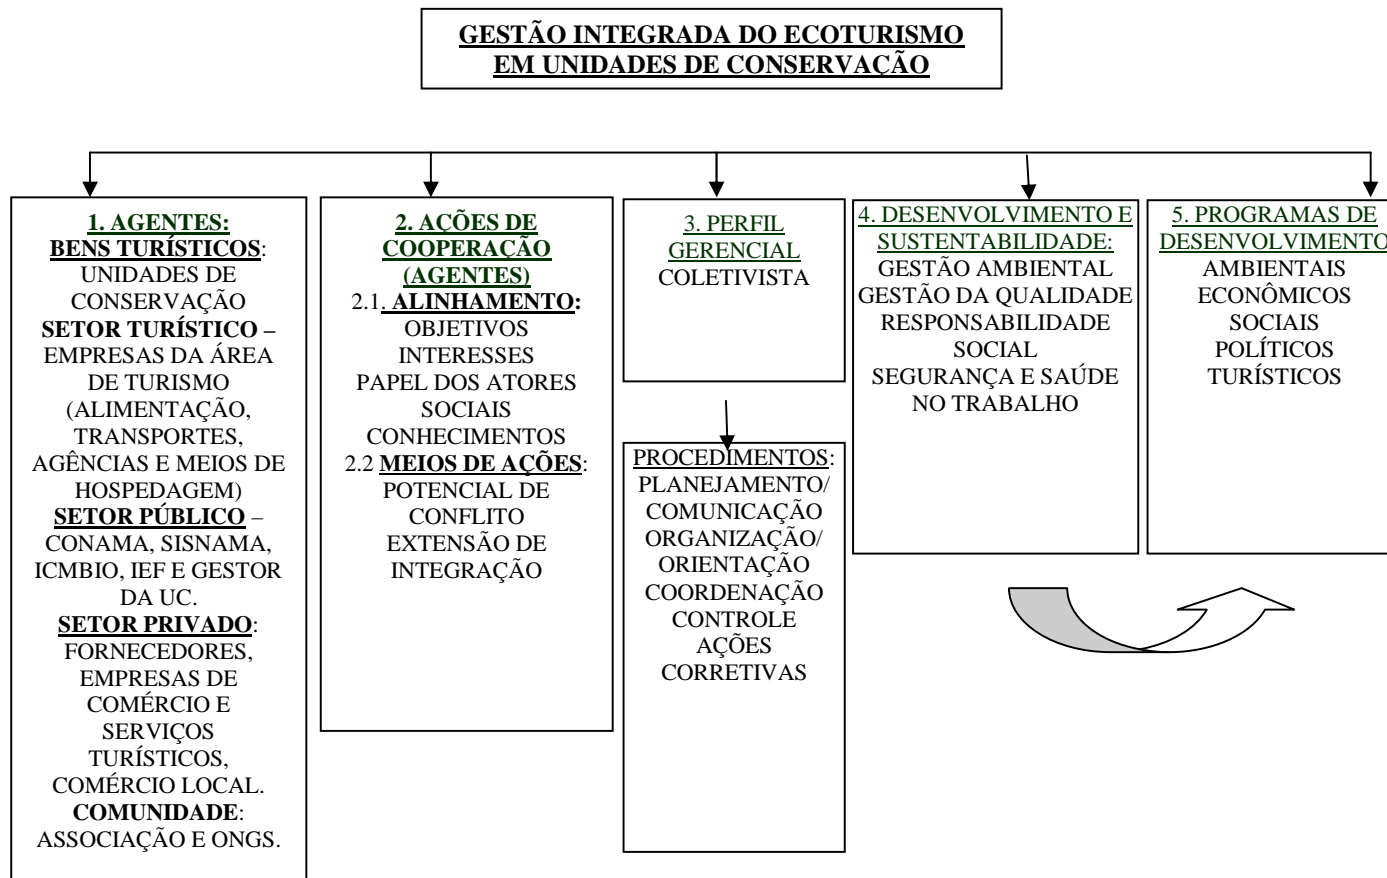 GESTÃO INTEGRADA DO ECOTURISMO
EM UNIDADES DE CONSERVAÇÃO
1. AGENTES:
BENS TURÍSTICOS:
UNIDADES DE
CONSERVAÇÃO
SETOR TURÍSTICO –
EMPRESAS DA ÁREA
DE TURISMO
(ALIMENTAÇÃO,
TRANSPORTES,
AGÊNCIAS E MEIOS DE
HOSPEDAGEM)
SETOR PÚBLICO –
CONAMA, SISNAMA,
ICMBIO, IEF E GESTOR
DA UC.
SETOR PRIVADO:
FORNECEDORES,
EMPRESAS DE
COMÉRCIO E
SERVIÇOS
TURÍSTICOS,
COMÉRCIO LOCAL.
COMUNIDADE:
ASSOCIAÇÃO E ONGS.
2. AÇÕES DE
COOPERAÇÃO
(AGENTES)
2.1. ALINHAMENTO:
OBJETIVOS
INTERESSES
PAPEL DOS ATORES
SOCIAIS
CONHECIMENTOS
2.2 MEIOS DE AÇÕES:
POTENCIAL DE
CONFLITO
EXTENSÃO DE
INTEGRAÇÃO
3. PERFIL
GERENCIAL
COLETIVISTA
PROCEDIMENTOS:
PLANEJAMENTO/
COMUNICAÇÃO
ORGANIZAÇÃO/
ORIENTAÇÃO
COORDENAÇÃO
CONTROLE
AÇÕES
CORRETIVAS
4. DESENVOLVIMENTO E
SUSTENTABILIDADE:
GESTÃO AMBIENTAL
GESTÃO DA QUALIDADE
RESPONSABILIDADE
SOCIAL
SEGURANÇA E SAÚDE
NO TRABALHO
5. PROGRAMAS DE
DESENVOLVIMENTO
AMBIENTAIS
ECONÔMICOS
SOCIAIS
POLÍTICOS
TURÍSTICOS